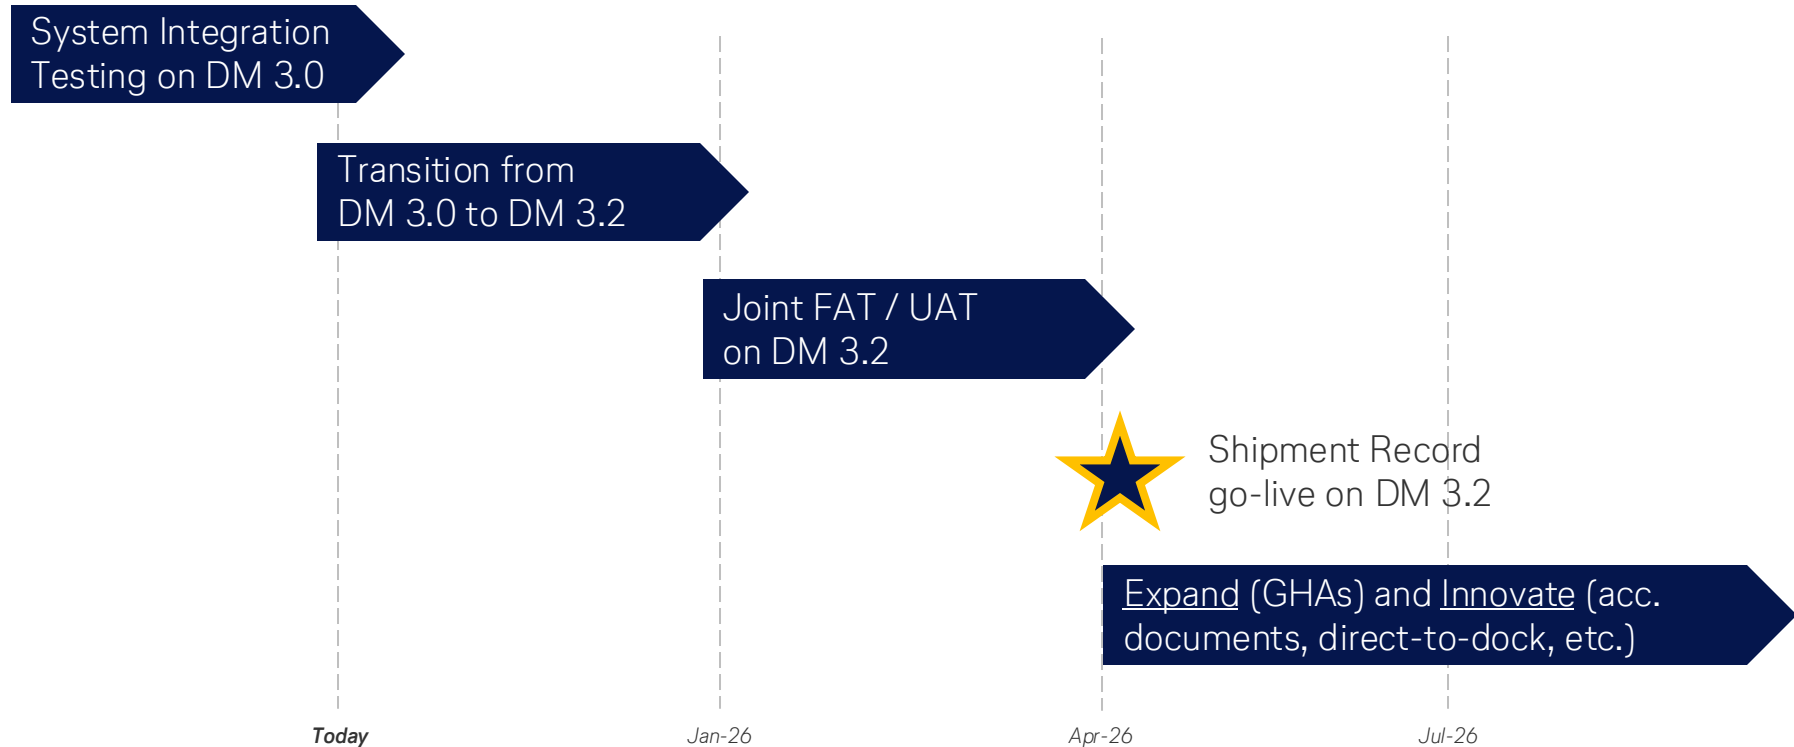 System Integration
Testing on DM 3.0
Transition from
DM 3.0 to DM 3.2
Joint FAT / UAT
on DM 3.2
Shipment Record
go-live on DM 3.2
Expand (GHAs) and Innovate (acc.
documents, direct-to-dock, etc.)
Today
Jan-26
Apr-26
Jul-26